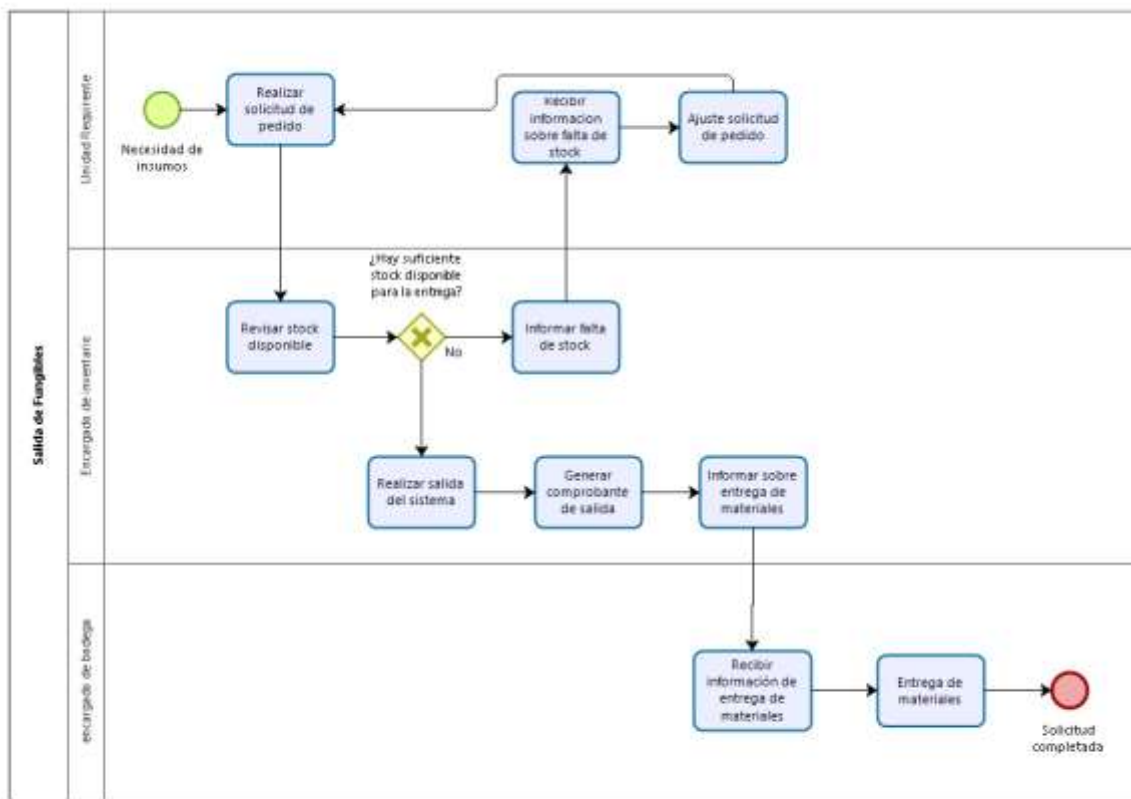 Salida de Fungibles
Unidad Requirente
Necesidad de
insumos
Realizar
solicitud de
pedido
Recibir
informacion
sobre falta de
stock
Ajuste solicitud
de pedido
Encargado de inventario
Revisar stock
disponible
¿Hay suficiente
stock disponible
para la entrega?
No
Informar falta
de stock
Realizar salida
del sistema
Generar
comprobante
de salida
Informar sobre
entrega de
materiales
encargado de bodega
Recibir
información de
entrega de
materiales
Entrega de
materiales
Solicitud
completada